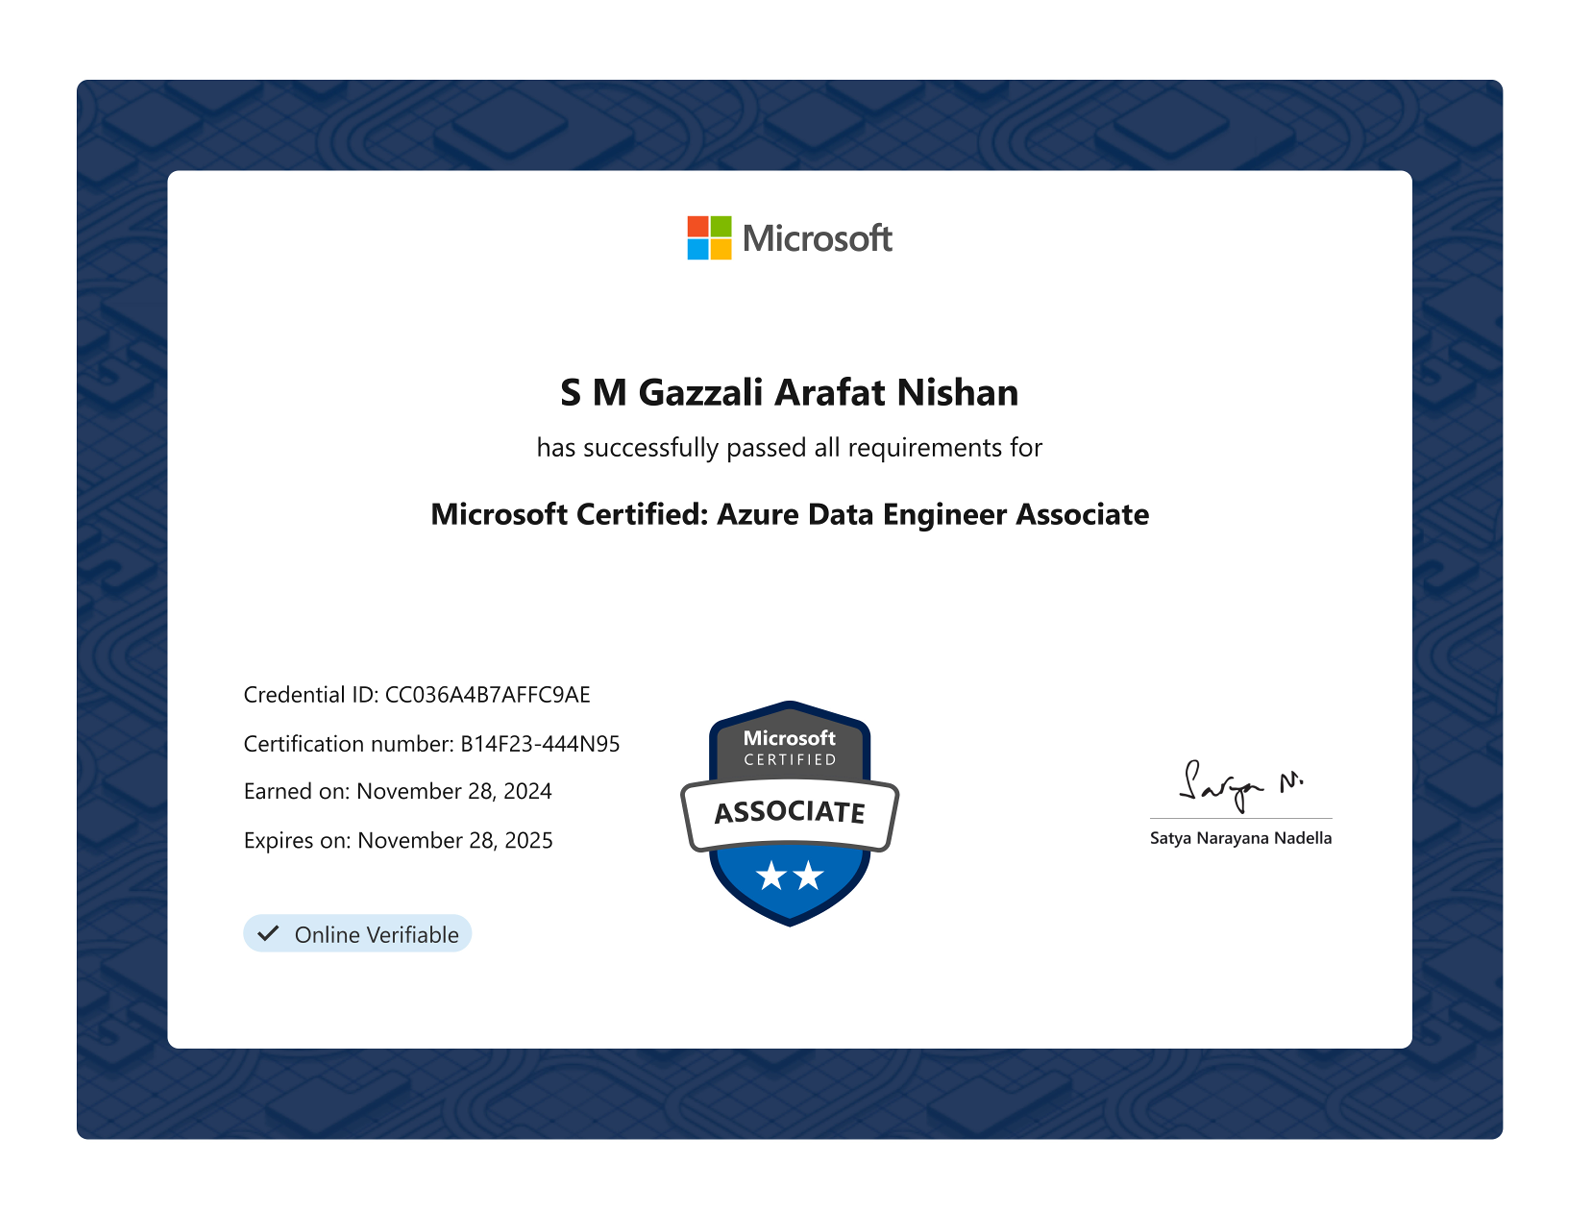 Microsoft
S M Gazzali Arafat Nishan
has successfully passed all requirements for
Microsoft Certified: Azure Data Engineer Associate
Credential ID: CC036A4B7AFFC9AE
Certification number: B14F23-444N95
Earned on: November 28, 2024
Expires on: November 28, 2025
Online Verifiable
Microsoft
CERTIFIED
ASSOCIATE
Satya N.
Satya Narayana Nadella